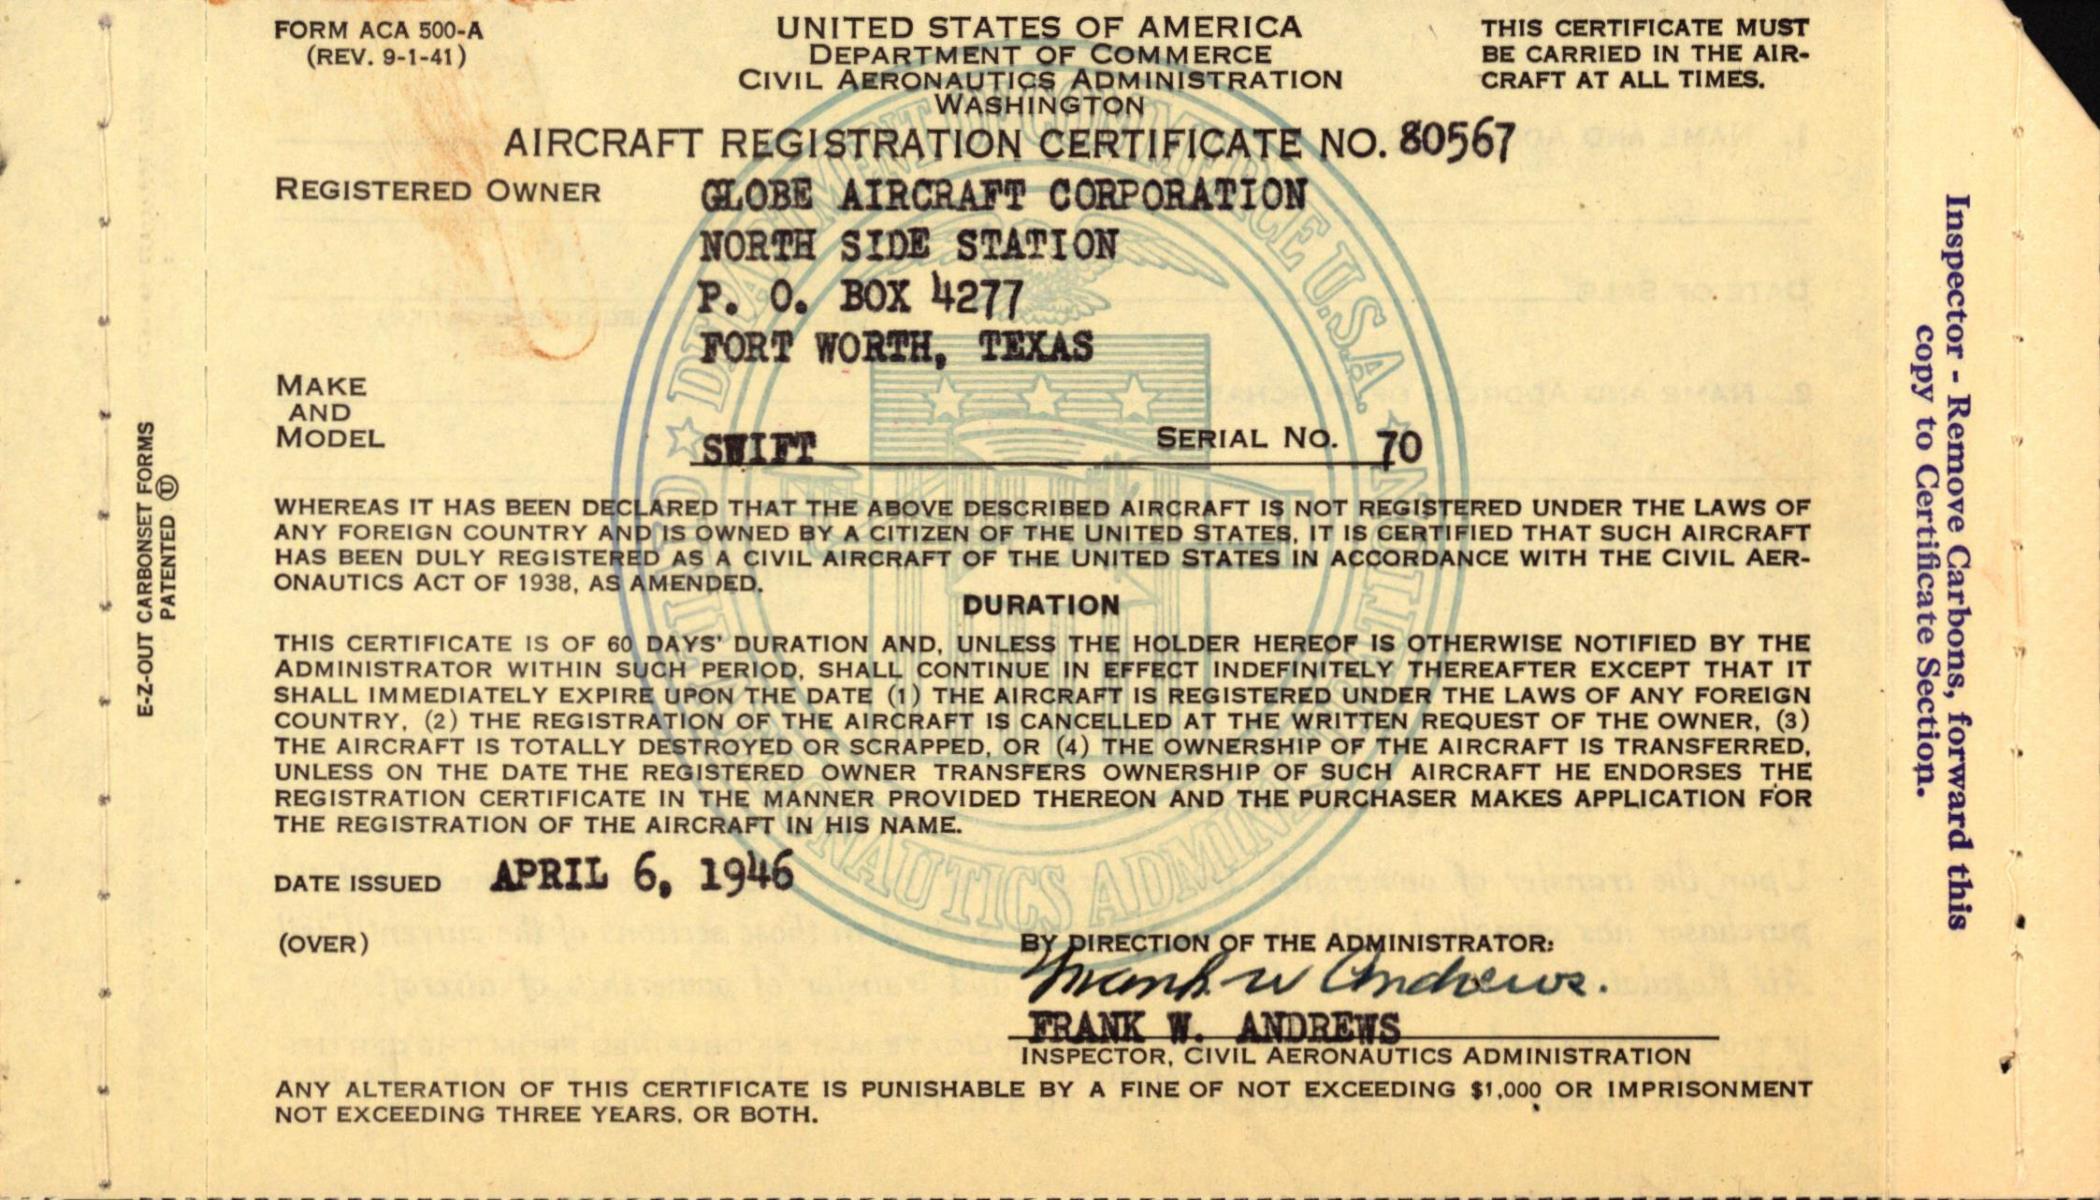 FORM ACA 500-A
(REV. 9-1-41)
UNITED STATES OF AMERICA
DEPARTMENT OF COMMERCE
CIVIL AERONAUTICS ADMINISTRATION
WASHINGTON
THIS CERTIFICATE MUST
BE CARRIED IN THE AIR-
CRAFT AT ALL TIMES.
AIRCRAFT REGISTRATION CERTIFICATE NO. 80567
REGISTERED OWNER GLOBE AIRCRAFT CORPORATION
NORTH SIDE STATION
P. O. BOX 4277
FORT WORTH, TEXAS
MAKE
AND
MODEL SWIFT SERIAL NO. 70
WHEREAS IT HAS BEEN DECLARED THAT THE ABOVE DESCRIBED AIRCRAFT IS NOT REGISTERED UNDER THE LAWS OF
ANY FOREIGN COUNTRY AND IS OWNED BY A CITIZEN OF THE UNITED STATES, IT IS CERTIFIED THAT SUCH AIRCRAFT
HAS BEEN DULY REGISTERED AS A CIVIL AIRCRAFT OF THE UNITED STATES IN ACCORDANCE WITH THE CIVIL AER-
ONAUTICS ACT OF 1938, AS AMENDED.
DURATION
THIS CERTIFICATE IS OF 60 DAYS' DURATION AND, UNLESS THE HOLDER HEREOF IS OTHERWISE NOTIFIED BY THE
ADMINISTRATOR WITHIN SUCH PERIOD, SHALL CONTINUE IN EFFECT INDEFINITELY THEREAFTER EXCEPT THAT IT
SHALL IMMEDIATELY EXPIRE UPON THE DATE (1) THE AIRCRAFT IS REGISTERED UNDER THE LAWS OF ANY FOREIGN
COUNTRY, (2) THE REGISTRATION OF THE AIRCRAFT IS CANCELLED AT THE WRITTEN REQUEST OF THE OWNER, (3)
THE AIRCRAFT IS TOTALLY DESTROYED OR SCRAPPED, OR (4) THE OWNERSHIP OF THE AIRCRAFT IS TRANSFERRED,
UNLESS ON THE DATE THE REGISTERED OWNER TRANSFERS OWNERSHIP OF SUCH AIRCRAFT HE ENDORSES THE
REGISTRATION CERTIFICATE IN THE MANNER PROVIDED THEREON AND THE PURCHASER MAKES APPLICATION FOR
THE REGISTRATION OF THE AIRCRAFT IN HIS NAME.
DATE ISSUED APRIL 6, 1946
(OVER)
BY DIRECTION OF THE ADMINISTRATOR:
Frank W Andrews.
FRANK W. ANDREWS
INSPECTOR, CIVIL AERONAUTICS ADMINISTRATION
ANY ALTERATION OF THIS CERTIFICATE IS PUNISHABLE BY A FINE OF NOT EXCEEDING $1,000 OR IMPRISONMENT
NOT EXCEEDING THREE YEARS, OR BOTH.
E-Z-OUT CARBONSET FORMS
PATENTED U
Inspector - Remove Carbons, forward this
copy to Certificate Section.
DEPARTMENT OF COMMERCE U.S.A.
CIVIL AERONAUTICS ADMINISTRATION